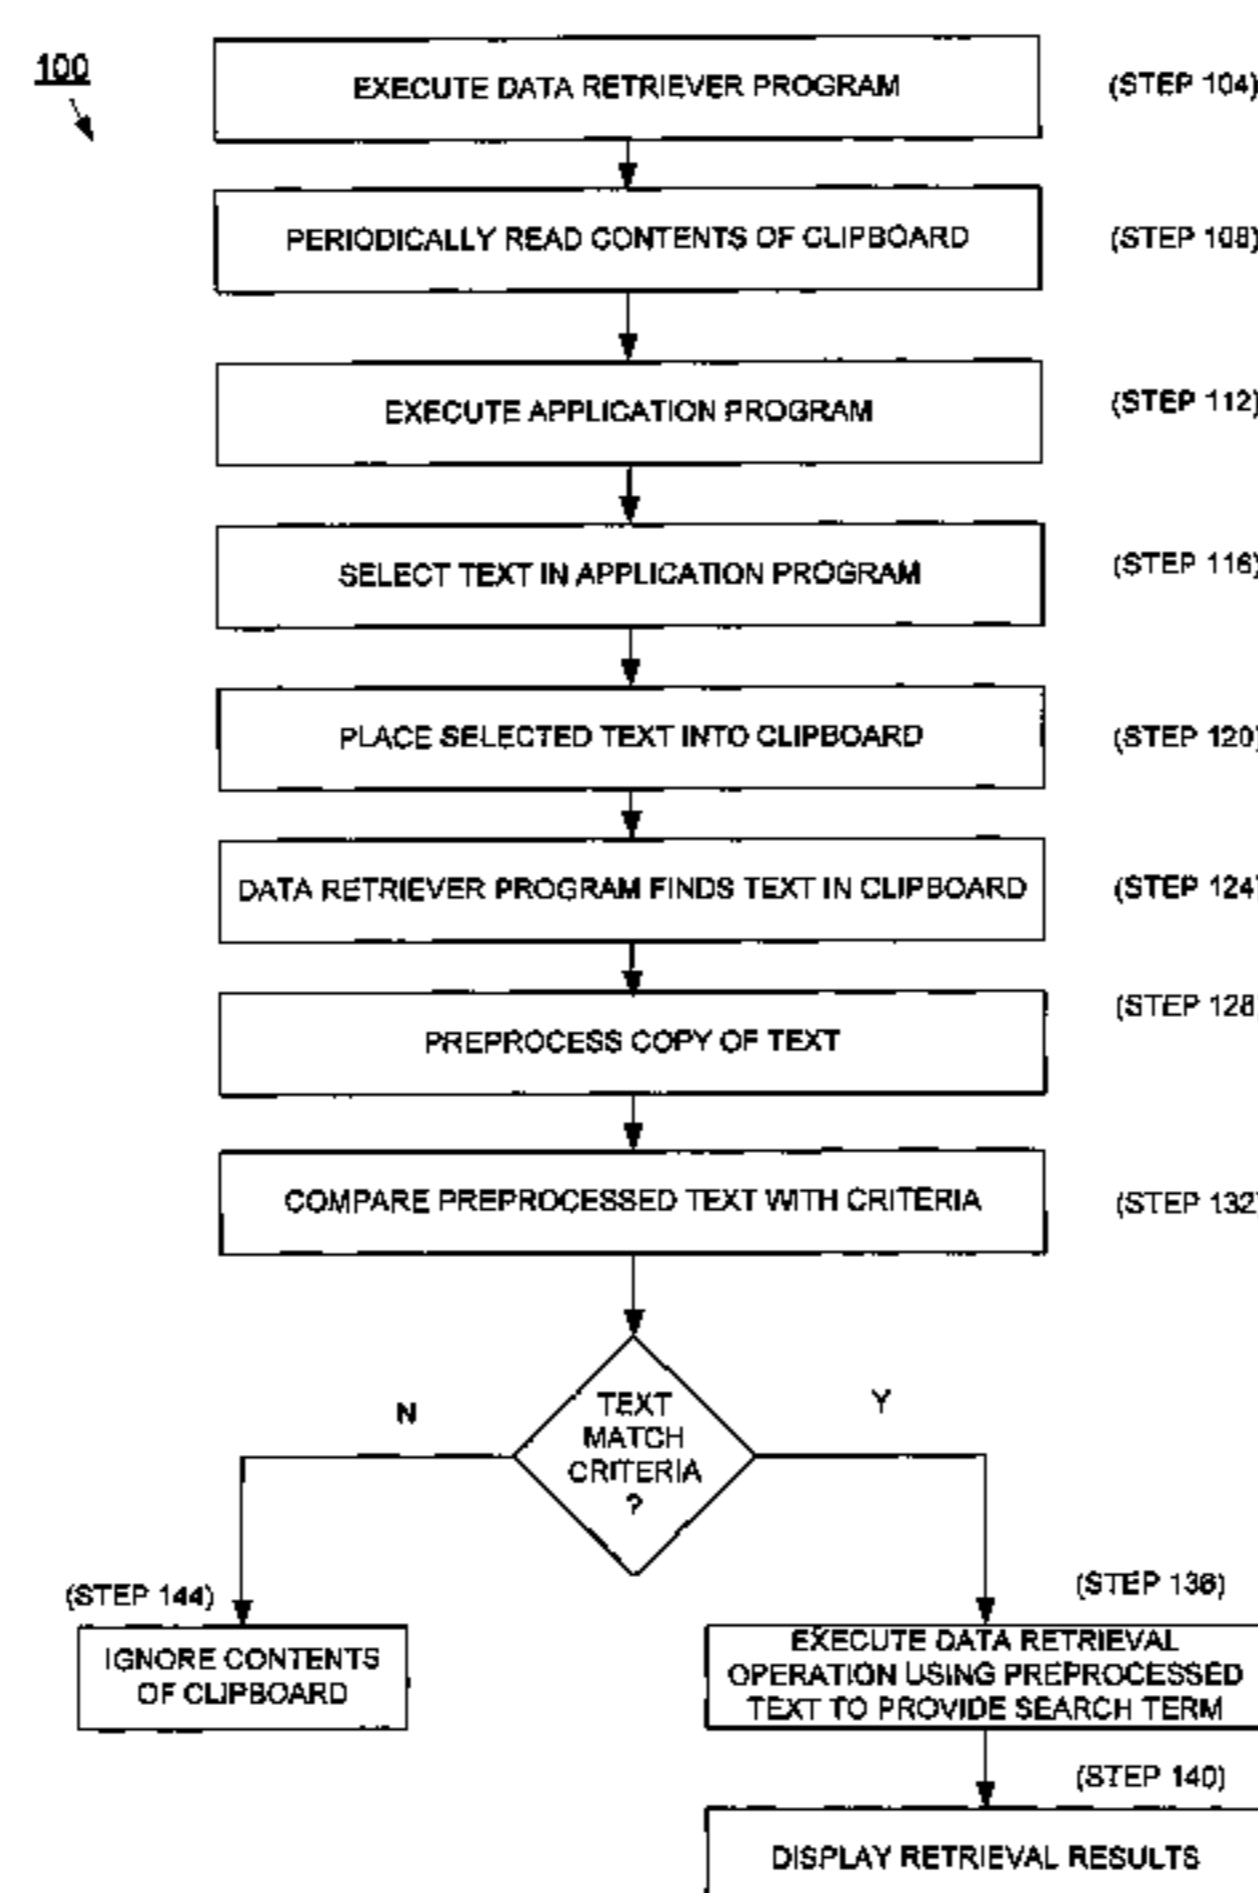 100
EXECUTE DATA RETRIEVER PROGRAM
(STEP 104)
PERIODICALLY READ CONTENTS OF CLIPBOARD
(STEP 108)
EXECUTE APPLICATION PROGRAM
(STEP 112)
SELECT TEXT IN APPLICATION PROGRAM
(STEP 116)
PLACE SELECTED TEXT INTO CLIPBOARD
(STEP 120)
DATA RETRIEVER PROGRAM FINDS TEXT IN CLIPBOARD
(STEP 124)
PREPROCESS COPY OF TEXT
(STEP 128)
COMPARE PREPROCESSED TEXT WITH CRITERIA
(STEP 132)
TEXT
MATCH
CRITERIA
?
N
Y
(STEP 144)
IGNORE CONTENTS
OF CLIPBOARD
(STEP 136)
EXECUTE DATA RETRIEVAL
OPERATION USING PREPROCESSED
TEXT TO PROVIDE SEARCH TERM
(STEP 140)
DISPLAY RETRIEVAL RESULTS